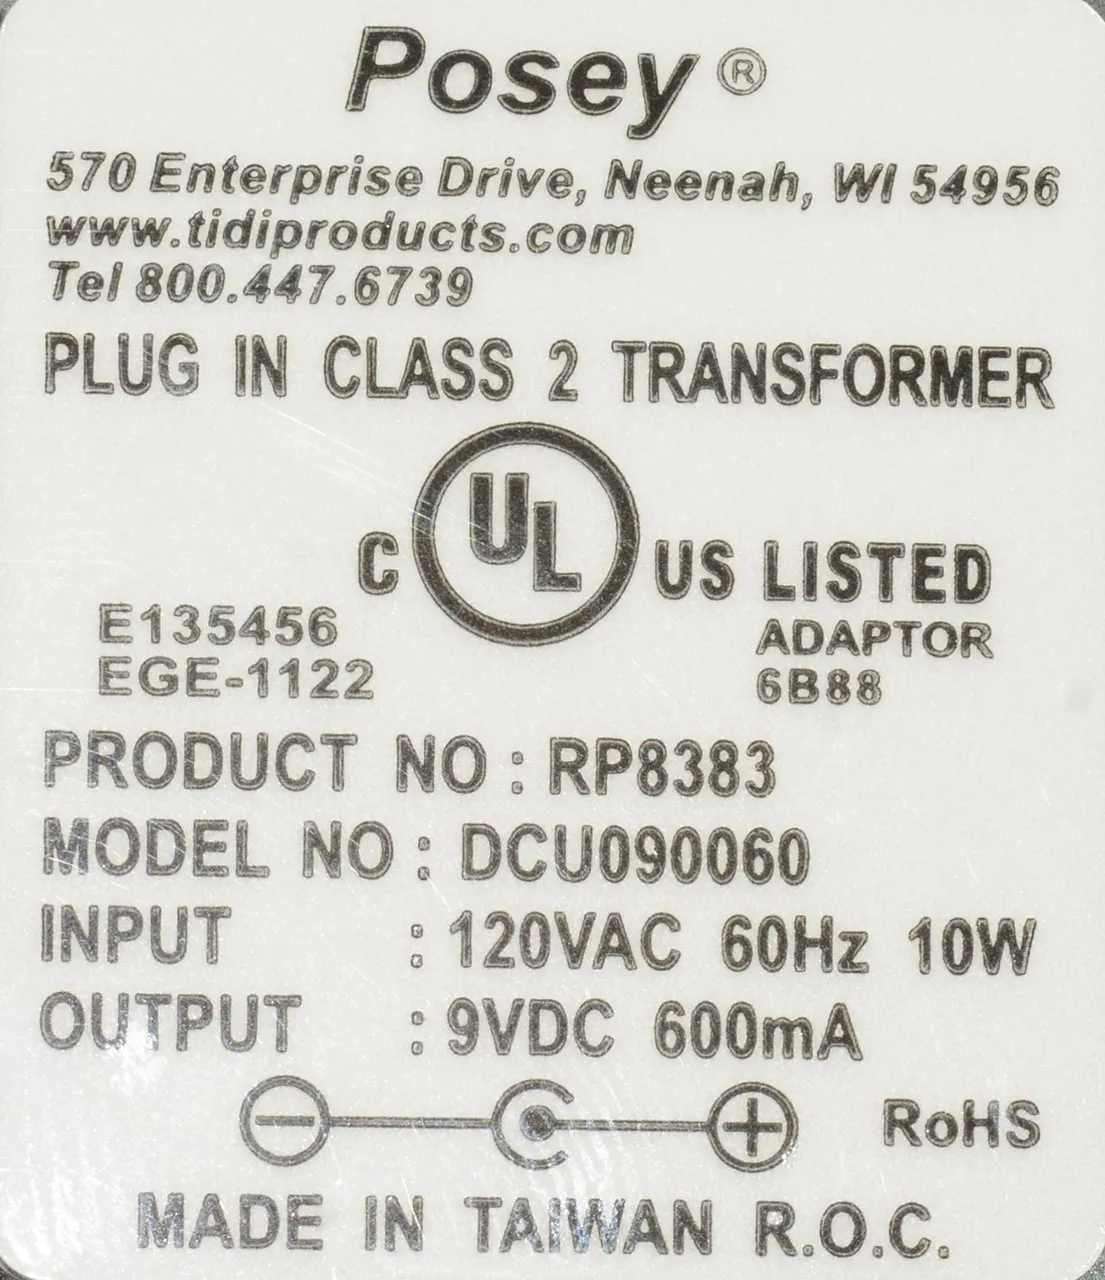 Posey®
570 Enterprise Drive, Neenah, WI 54956
www.tidiproducts.com
Tel 800.447.6739
PLUG IN CLASS 2 TRANSFORMER
C UL US LISTED
E135456 ADAPTOR
EGE-1122 6B88
PRODUCT NO : RP8383
MODEL NO : DCU090060
INPUT : 120VAC 60Hz 10W
OUTPUT : 9VDC 600mA
− + RoHS
MADE IN TAIWAN R.O.C.